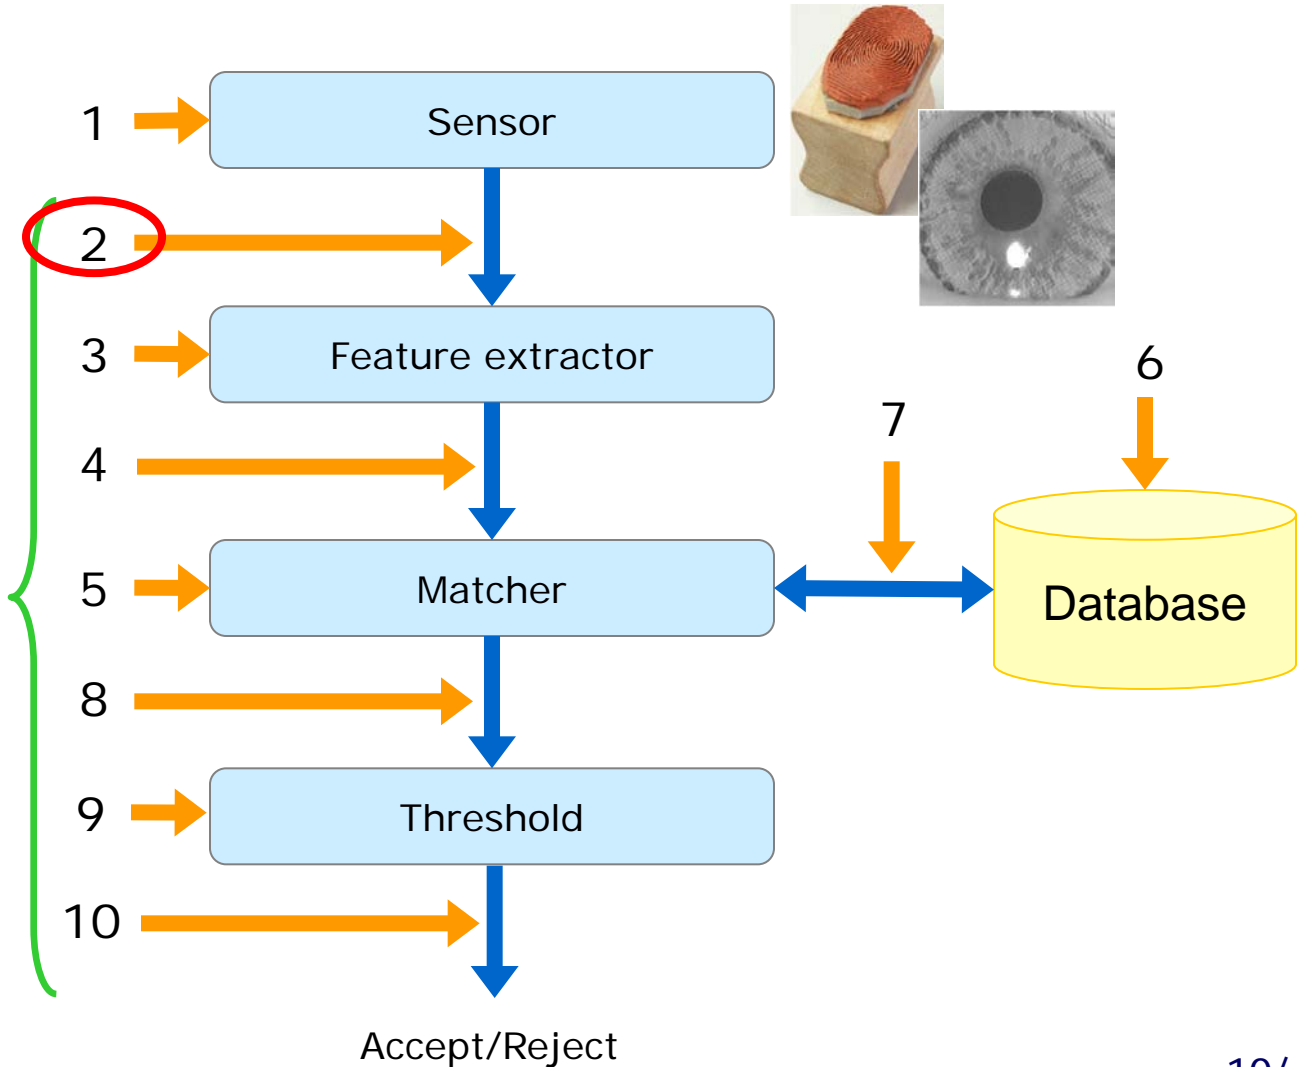 1
Sensor
2
3
Feature extractor
6
7
4
5
Matcher
Database
8
9
Threshold
10
Accept/Reject